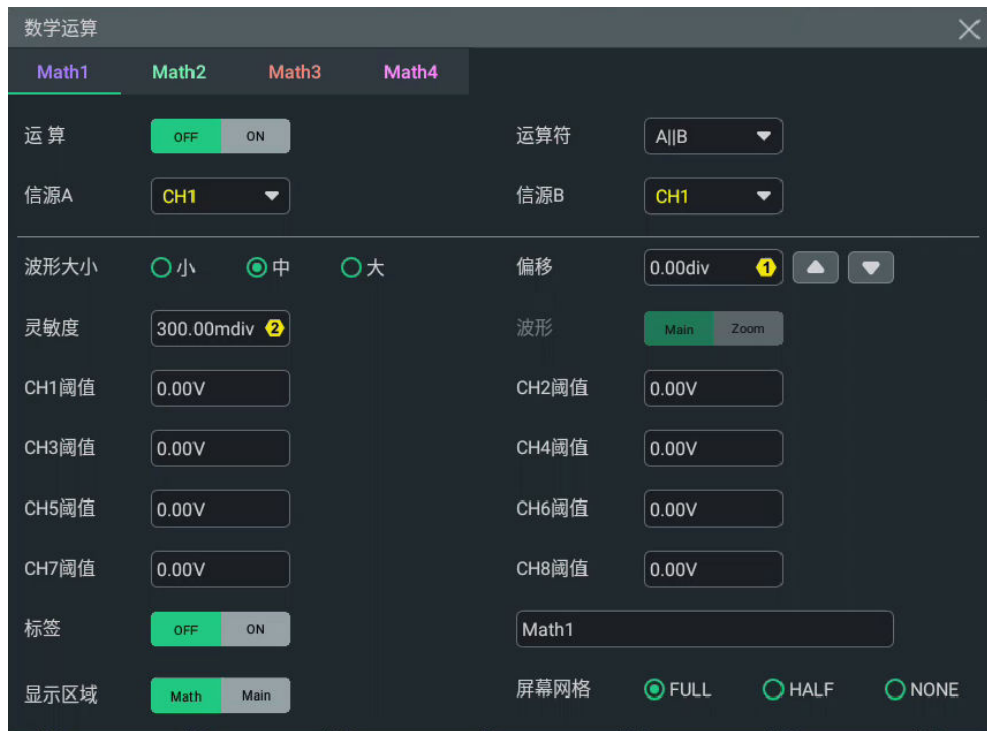 数学运算
Math1 Math2 Math3 Math4
运 算 OFF ON 运算符 A||B
信源A CH1 信源B CH1
波形大小 小 中 大 偏移 0.00div 1
灵敏度 300.00mdiv 2 波形 Main Zoom
CH1阈值 0.00V CH2阈值 0.00V
CH3阈值 0.00V CH4阈值 0.00V
CH5阈值 0.00V CH6阈值 0.00V
CH7阈值 0.00V CH8阈值 0.00V
标签 OFF ON Math1
显示区域 Math Main 屏幕网格 FULL HALF NONE